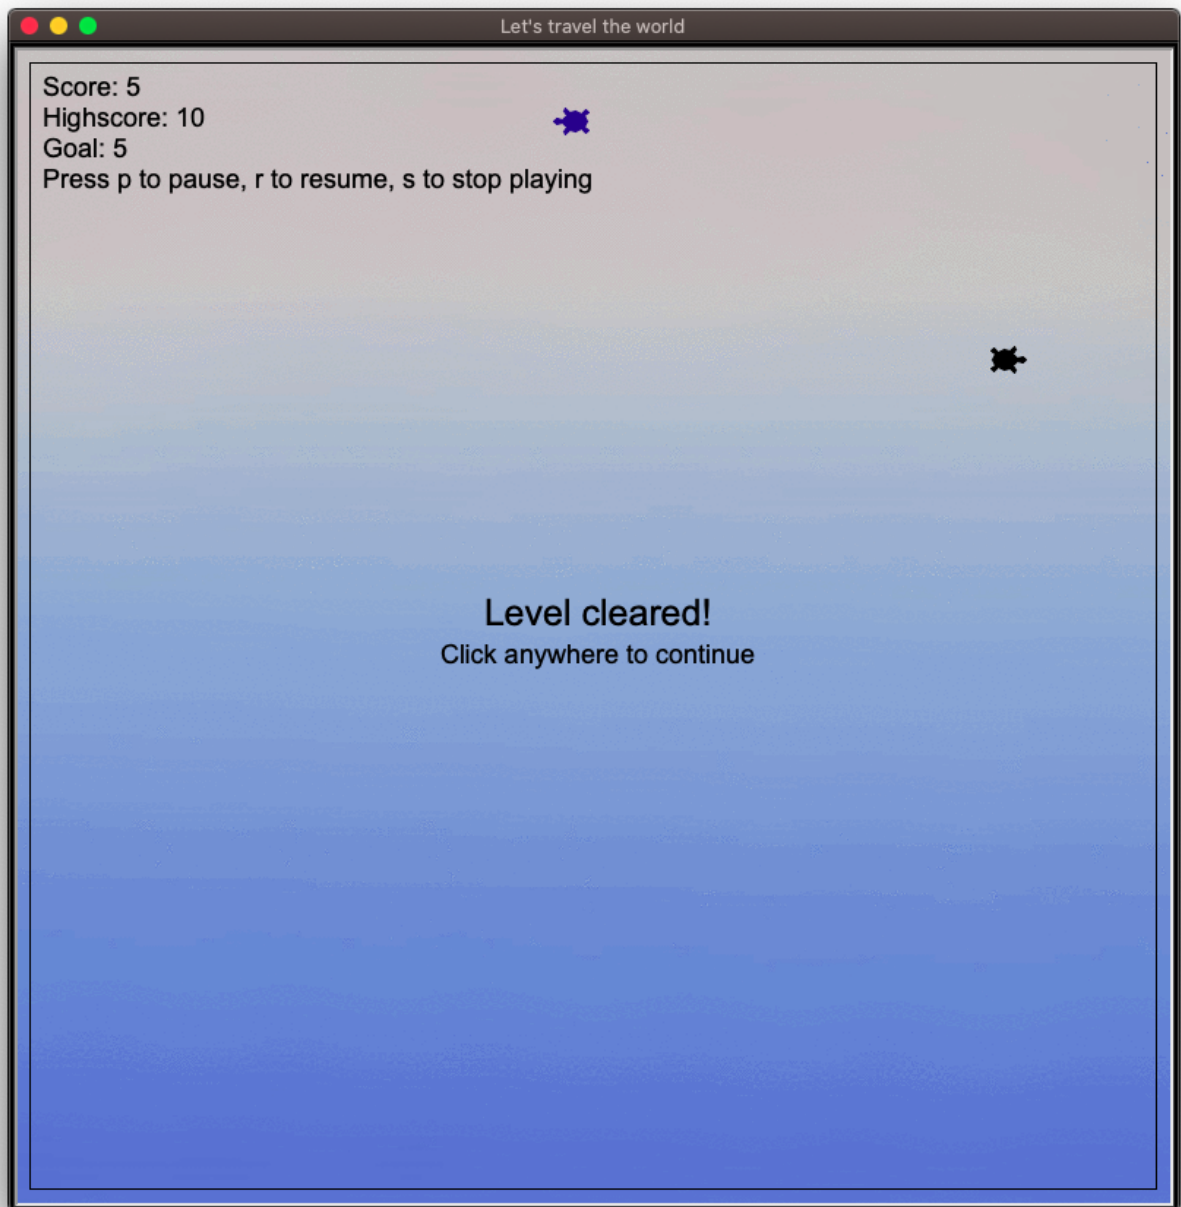 Let's travel the world
Score: 5
Highscore: 10
Goal: 5
Press p to pause, r to resume, s to stop playing
Level cleared!
Click anywhere to continue